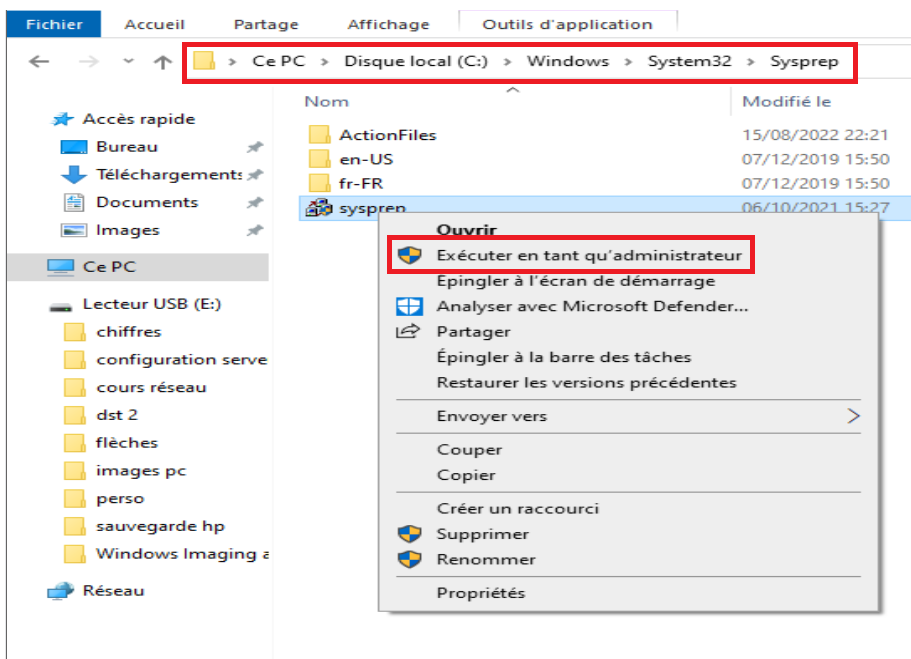 Fichier Accueil Partage Affichage Outils d'application
Ce PC > Disque local (C:) > Windows > System32 > Sysprep
Nom Modifié le
Accès rapide
Bureau
Téléchargements
Documents
Images
Ce PC
Lecteur USB (E:)
chiffres
configuration serve
cours réseau
dst 2
flèches
images pc
perso
sauvegarde hp
Windows Imaging a
Réseau
ActionFiles 15/08/2022 22:21
en-US 07/12/2019 15:50
fr-FR 07/12/2019 15:50
sysprep 06/10/2021 15:27
Ouvrir
Exécuter en tant qu'administrateur
Épingler à l'écran de démarrage
Analyser avec Microsoft Defender...
Partager
Épingler à la barre des tâches
Restaurer les versions précédentes
Envoyer vers
Couper
Copier
Créer un raccourci
Supprimer
Renommer
Propriétés